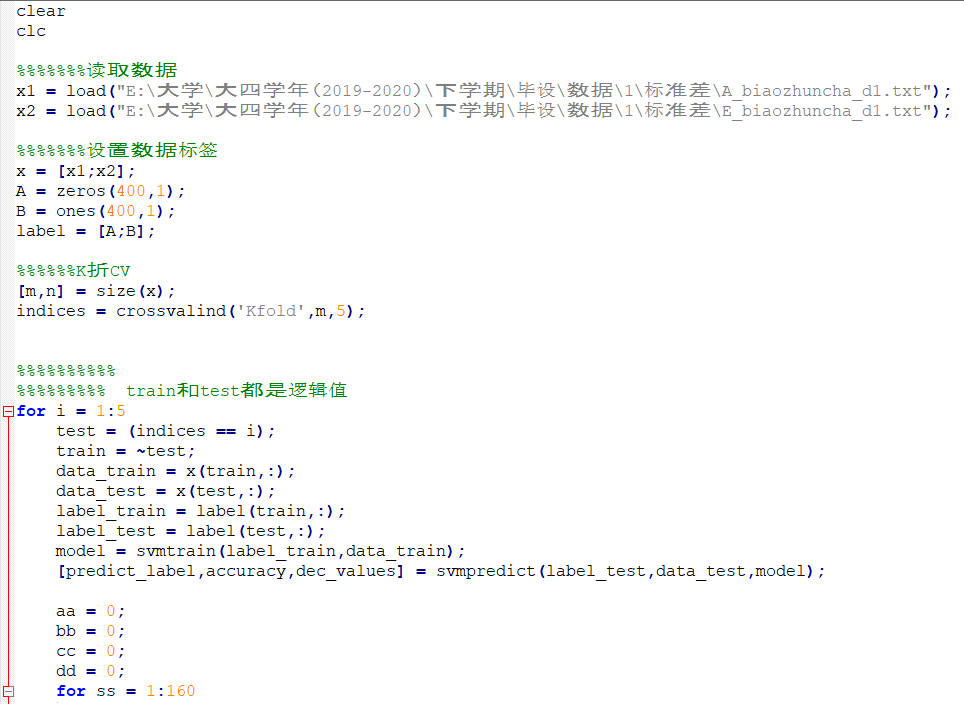 clear
clc
%%%%%%%读取数据
x1 = load("E:\大学\大四学年(2019-2020)\下学期\毕设\数据\1\标准差\A_biaozhuncha_d1.txt");
x2 = load("E:\大学\大四学年(2019-2020)\下学期\毕设\数据\1\标准差\E_biaozhuncha_d1.txt");
%%%%%%%设置数据标签
x = [x1;x2];
A = zeros(400,1);
B = ones(400,1);
label = [A;B];
%%%%%%K折CV
[m,n] = size(x);
indices = crossvalind('Kfold',m,5);
%%%%%%%%%%
%%%%%%%%%  train和test都是逻辑值
for i = 1:5
    test = (indices == i);
    train = ~test;
    data_train = x(train,:);
    data_test = x(test,:);
    label_train = label(train,:);
    label_test = label(test,:);
    model = svmtrain(label_train,data_train);
    [predict_label,accuracy,dec_values] = svmpredict(label_test,data_test,model);
    aa = 0;
    bb = 0;
    cc = 0;
    dd = 0;
    for ss = 1:160